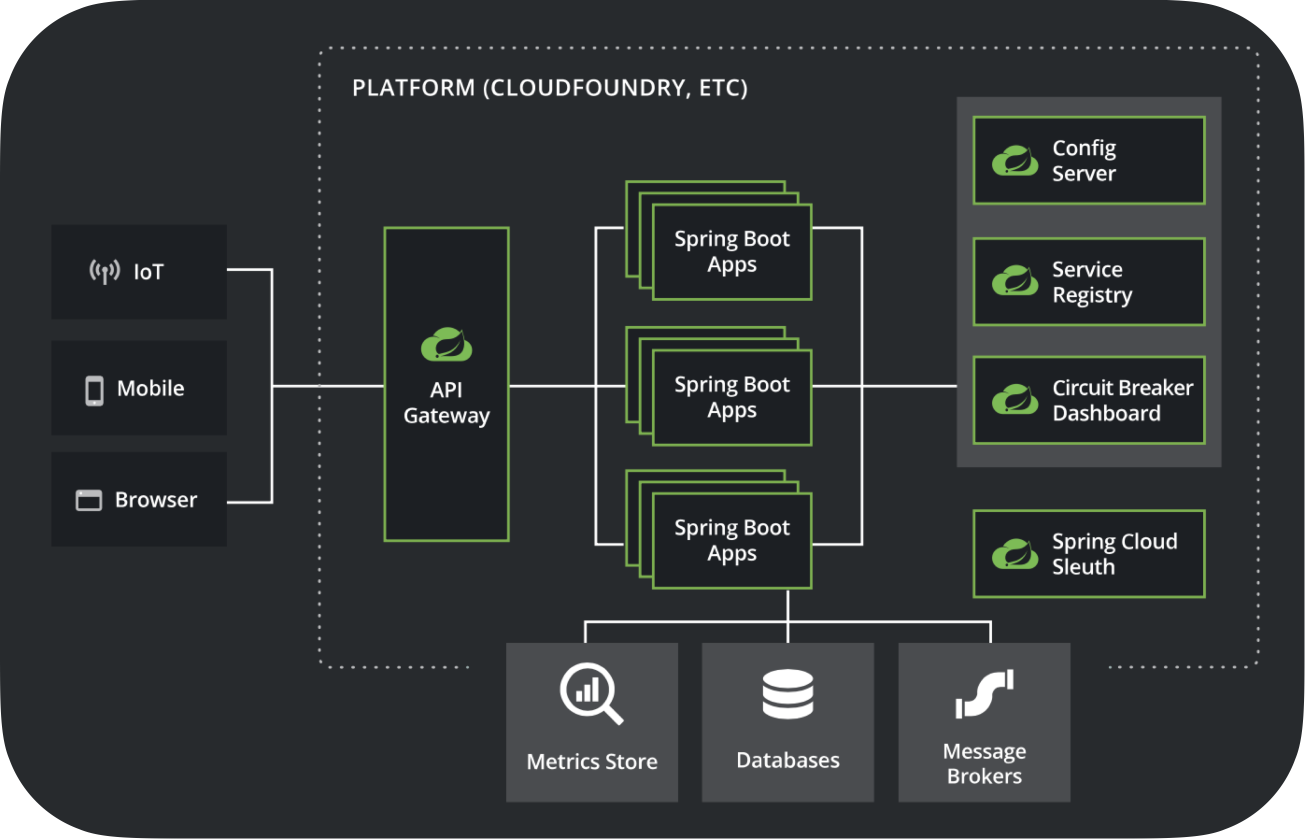 PLATFORM (CLOUDFOUNDRY, ETC)
IoT
Mobile
Browser
API
Gateway
Spring Boot
Apps
Spring Boot
Apps
Spring Boot
Apps
Config
Server
Service
Registry
Circuit Breaker
Dashboard
Spring Cloud
Sleuth
Metrics Store
Databases
Message
Brokers